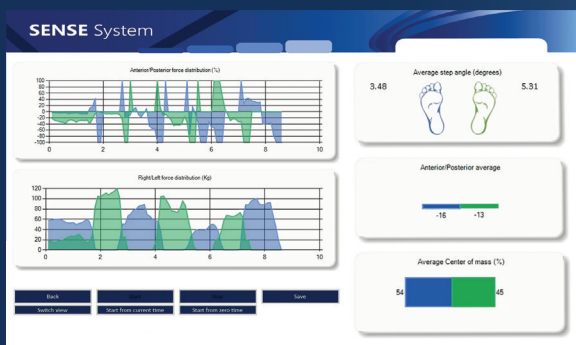 SENSE System
Anterior/Posterior force distribution (%)
100
80
60
40
20
0
-20
-40
-60
-80
-100
0 2 4 6 8 10
Right/Left force distribution (Kg)
120
100
80
60
40
20
0
0 2 4 6 8 10
Back
Save
Switch view Start from current time Start from zero time
Average step angle (degrees)
3.48 5.31
Anterior/Posterior average
-16 -13
Average Center of mass (%)
54 45